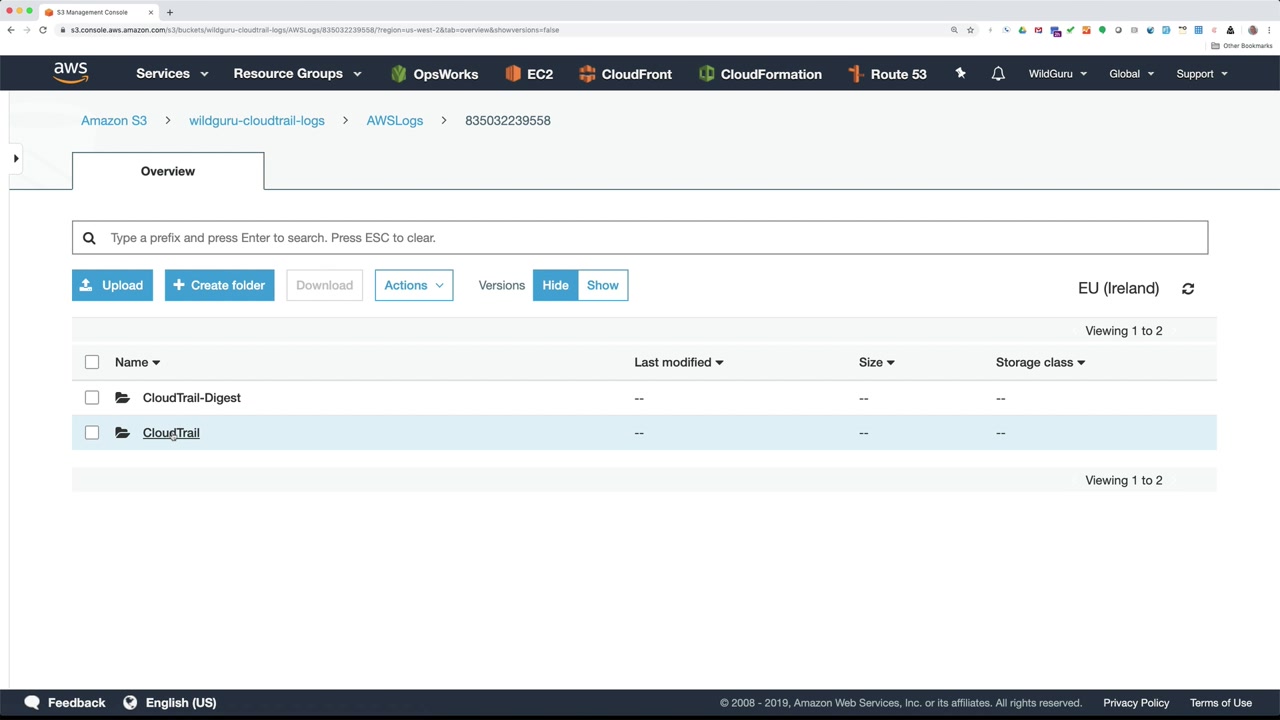 S3 Management Console
s3.console.aws.amazon.com/s3/buckets/wildguru-cloudtrail-logs/AWSLogs/835032239558/?region=us-west-2&tab=overview&showversions=false
Other Bookmarks
aws Services Resource Groups OpsWorks EC2 CloudFront CloudFormation Route 53 WildGuru Global Support
Amazon S3 > wildguru-cloudtrail-logs > AWSLogs > 835032239558
Overview
Type a prefix and press Enter to search. Press ESC to clear.
Upload + Create folder Download Actions Versions Hide Show EU (Ireland)
Viewing 1 to 2
Name Last modified Size Storage class
CloudTrail-Digest -- -- --
CloudTrail -- -- --
Viewing 1 to 2
Feedback English (US) © 2008 - 2019, Amazon Web Services, Inc. or its affiliates. All rights reserved. Privacy Policy Terms of Use